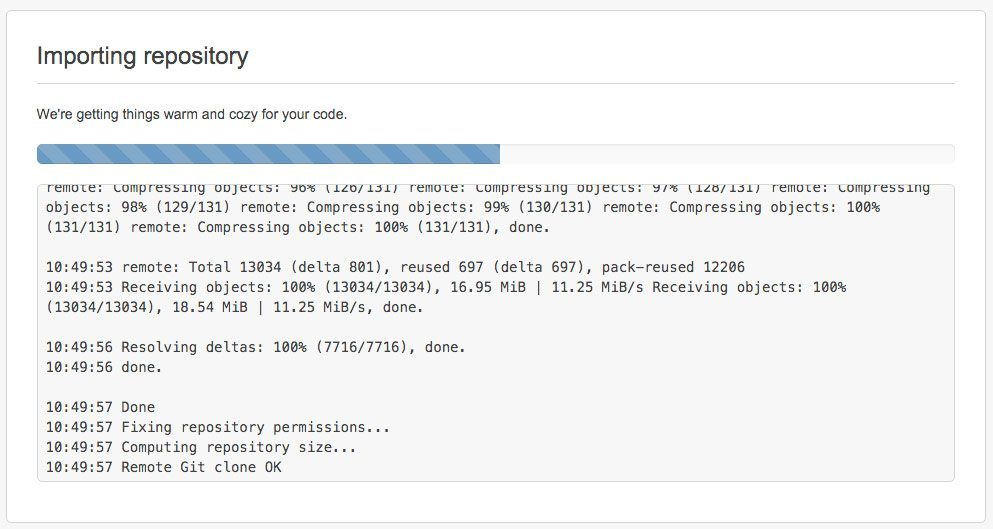 Importing repository
We're getting things warm and cozy for your code.
remote: Compressing objects: 96% (126/131) remote: Compressing objects: 97% (128/131) remote: Compressing
objects: 98% (129/131) remote: Compressing objects: 99% (130/131) remote: Compressing objects: 100%
(131/131) remote: Compressing objects: 100% (131/131), done.
10:49:53 remote: Total 13034 (delta 801), reused 697 (delta 697), pack-reused 12206
10:49:53 Receiving objects: 100% (13034/13034), 16.95 MiB | 11.25 MiB/s Receiving objects: 100%
(13034/13034), 18.54 MiB | 11.25 MiB/s, done.
10:49:56 Resolving deltas: 100% (7716/7716), done.
10:49:56 done.
10:49:57 Done
10:49:57 Fixing repository permissions...
10:49:57 Computing repository size...
10:49:57 Remote Git clone OK